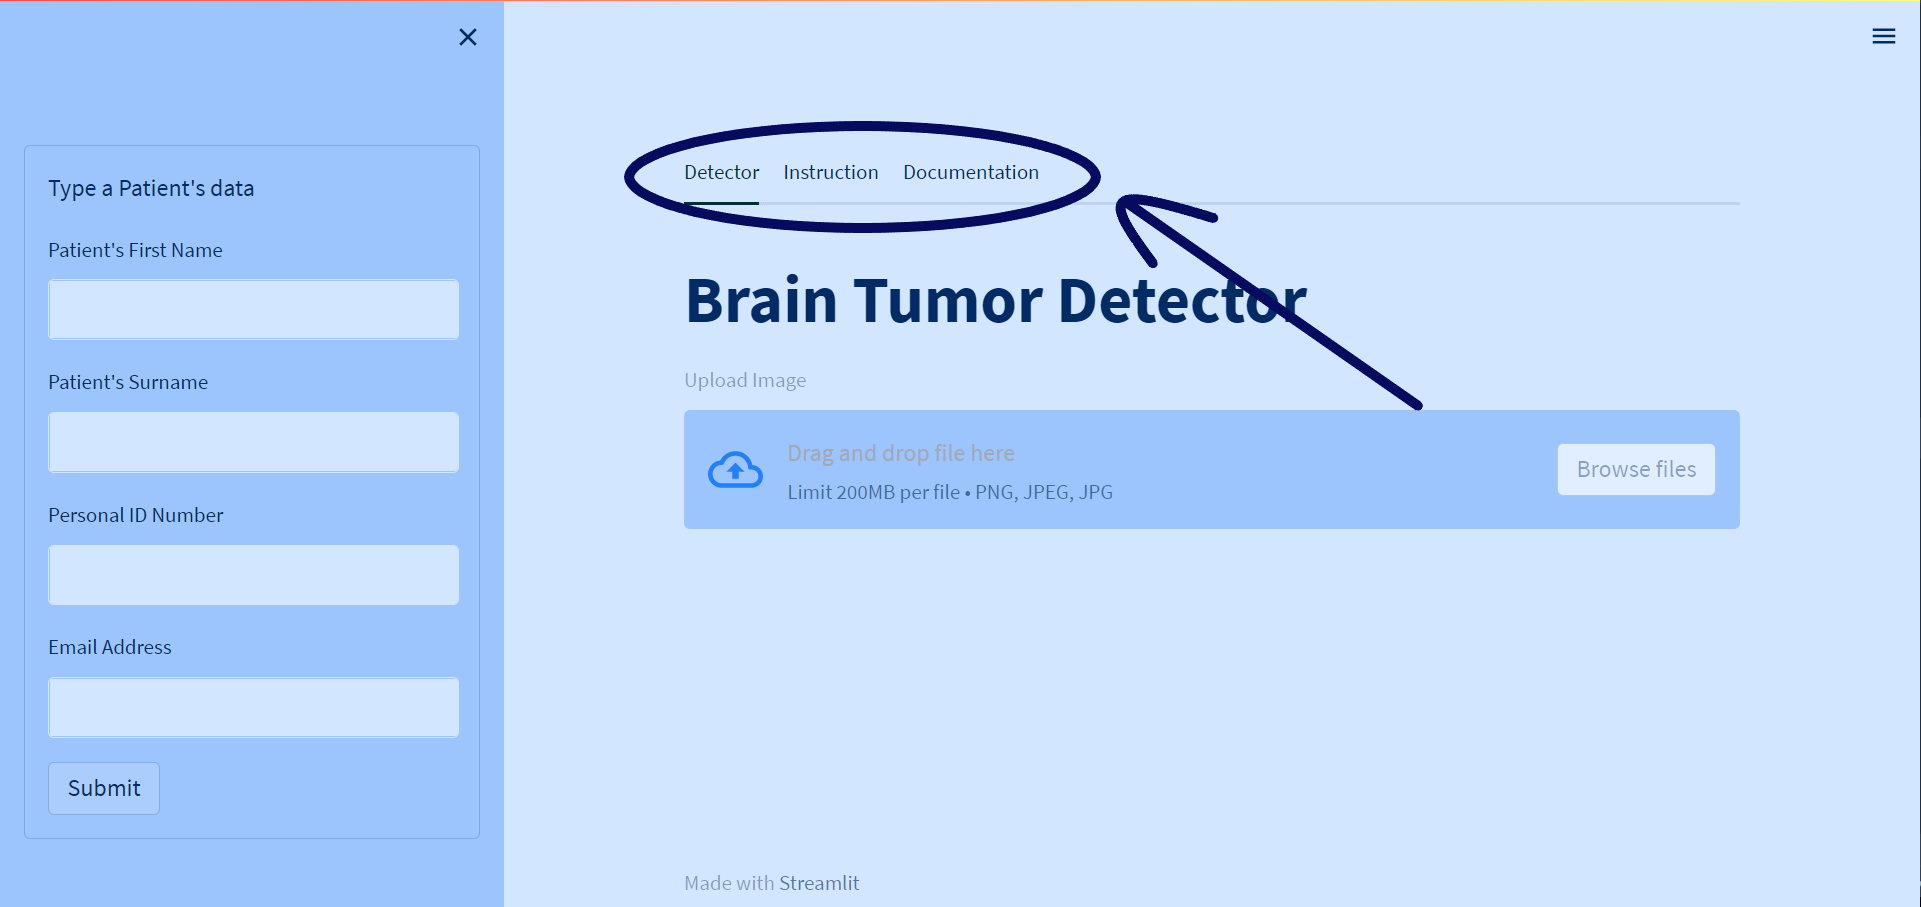 Type a Patient's data
Patient's First Name
Patient's Surname
Personal ID Number
Email Address
Submit
Detector Instruction Documentation
Brain Tumor Detector
Upload Image
Drag and drop file here
Limit 200MB per file • PNG, JPEG, JPG
Browse files
Made with Streamlit